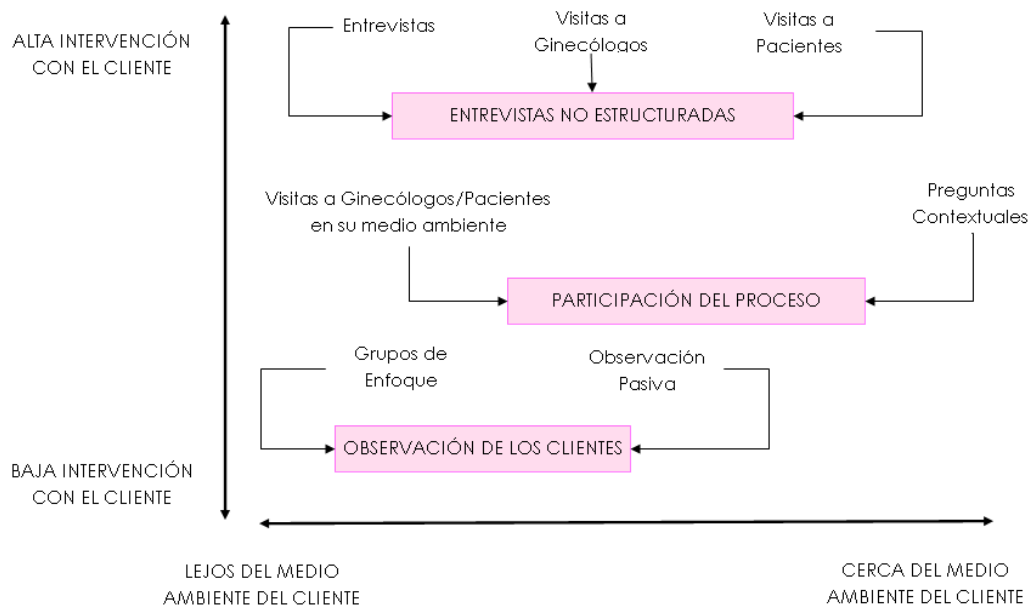 ALTA INTERVENCIÓN
CON EL CLIENTE
Entrevistas
Visitas a
Ginecólogos
Visitas a
Pacientes
ENTREVISTAS NO ESTRUCTURADAS
Visitas a Ginecólogos/Pacientes
en su medio ambiente
Preguntas
Contextuales
PARTICIPACIÓN DEL PROCESO
Grupos de
Enfoque
Observación
Pasiva
OBSERVACIÓN DE LOS CLIENTES
BAJA INTERVENCIÓN
CON EL CLIENTE
LEJOS DEL MEDIO
AMBIENTE DEL CLIENTE
CERCA DEL MEDIO
AMBIENTE DEL CLIENTE